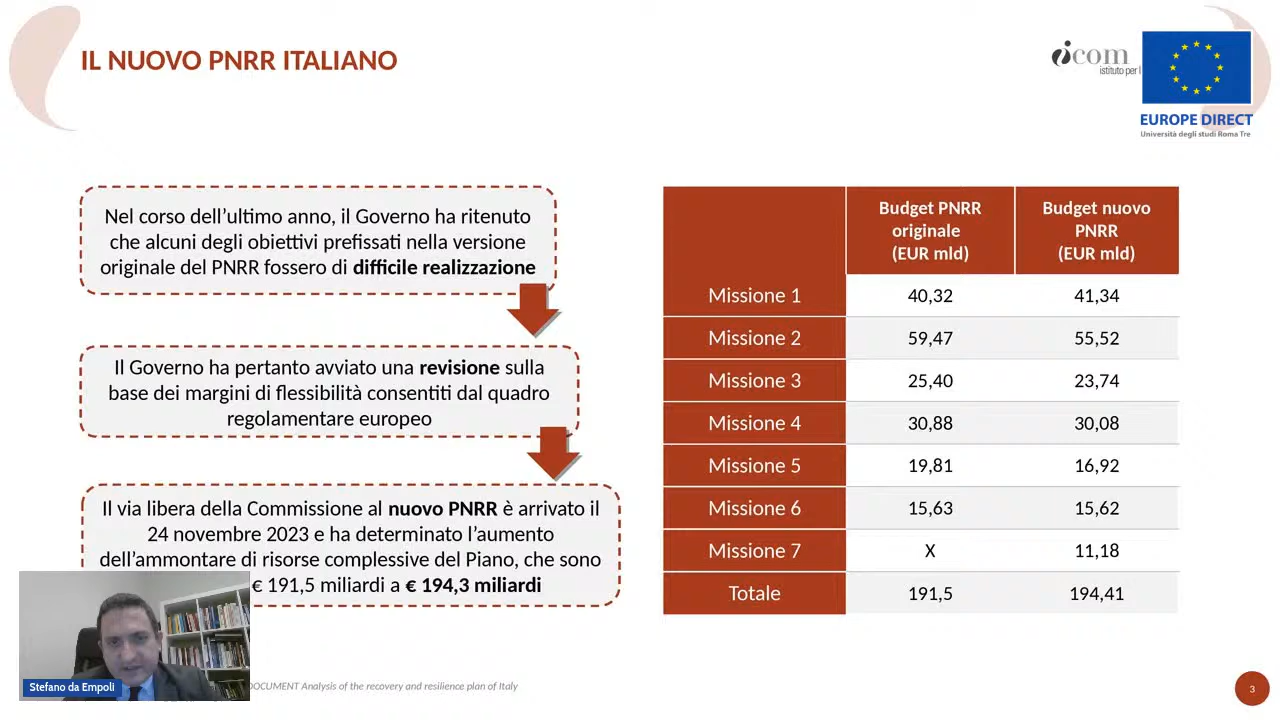 IL NUOVO PNRR ITALIANO
icom
istituto per l
EUROPE DIRECT
Università degli studi Roma Tre
Nel corso dell'ultimo anno, il Governo ha ritenuto
che alcuni degli obiettivi prefissati nella versione
originale del PNRR fossero di difficile realizzazione
Il Governo ha pertanto avviato una revisione sulla
base dei margini di flessibilità consentiti dal quadro
regolamentare europeo
Il via libera della Commissione al nuovo PNRR è arrivato il
24 novembre 2023 e ha determinato l'aumento
dell'ammontare di risorse complessive del Piano, che sono
€ 191,5 miliardi a € 194,3 miliardi
Budget PNRR originale (EUR mld) Budget nuovo PNRR (EUR mld)
Missione 1 40,32 41,34
Missione 2 59,47 55,52
Missione 3 25,40 23,74
Missione 4 30,88 30,08
Missione 5 19,81 16,92
Missione 6 15,63 15,62
Missione 7 X 11,18
Totale 191,5 194,41
Stefano da Empoli
DOCUMENT Analysis of the recovery and resilience plan of Italy
3